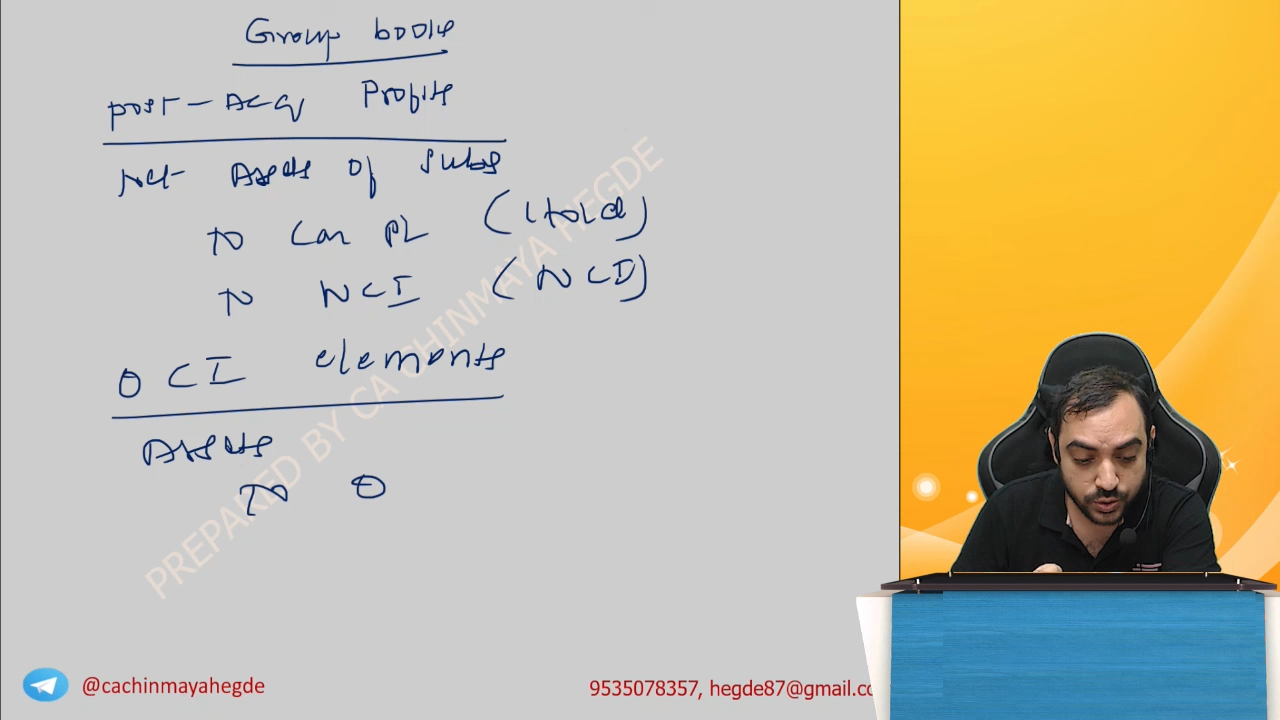 Group books
Post-Acq Profits
Net Assets of subs
To Con PL (Hold)
To NCI (NCI)
OCI elements
Assets
To O
PREPARED BY CA CHINMAYA HEGDE
@cachinmayahegde
9535078357, hegde87@gmail.co